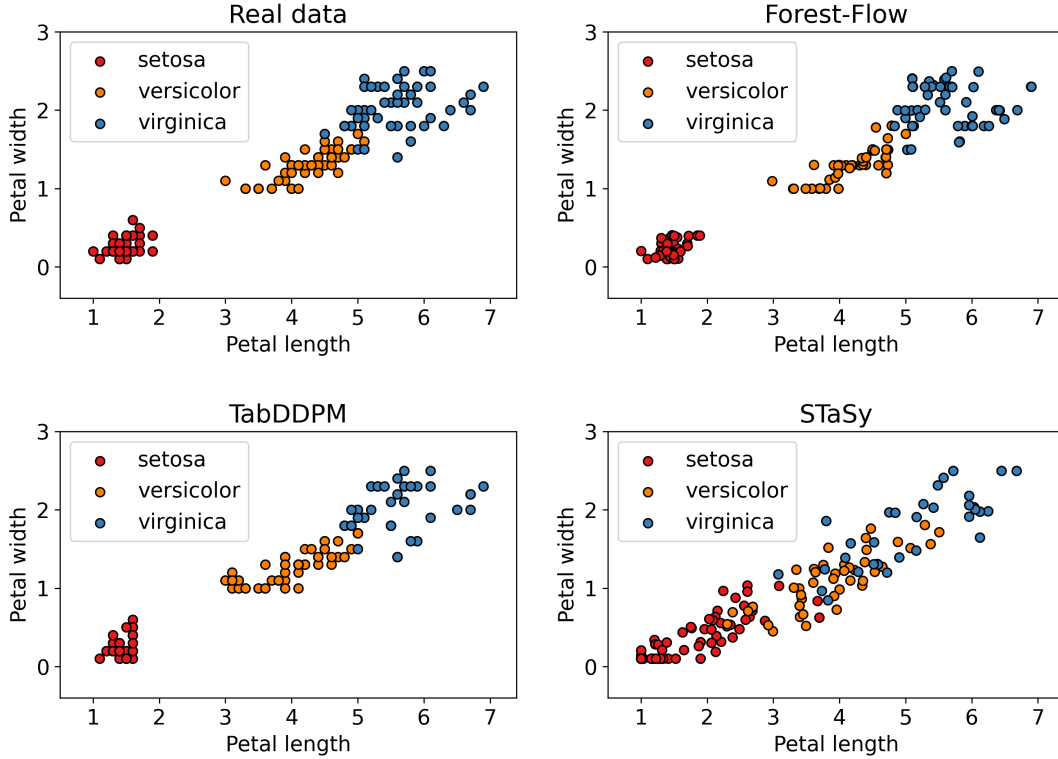 Real data
3
2
1
0
Petal width
setosa
versicolor
virginica
1 2 3 4 5 6 7
Petal length
Forest-Flow
3
2
1
0
Petal width
setosa
versicolor
virginica
1 2 3 4 5 6 7
Petal length
TabDDPM
3
2
1
0
Petal width
setosa
versicolor
virginica
1 2 3 4 5 6 7
Petal length
STaSy
3
2
1
0
Petal width
setosa
versicolor
virginica
1 2 3 4 5 6 7
Petal length